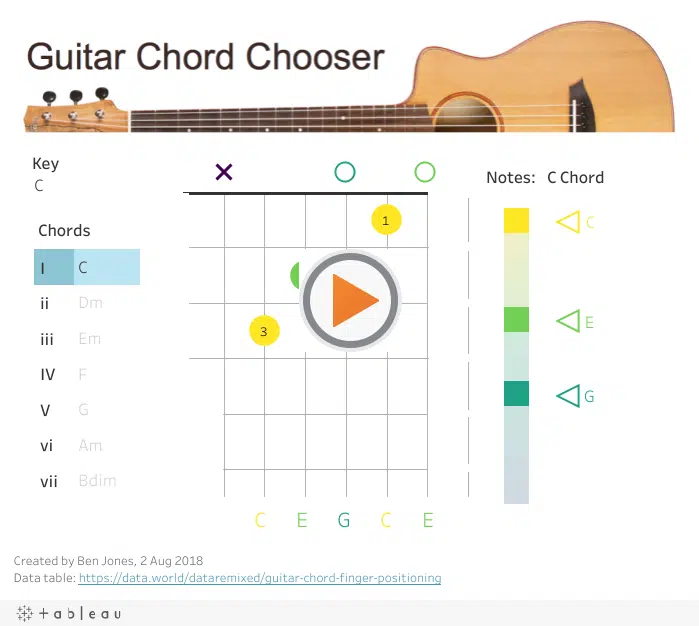 Guitar Chord Chooser
Key
C
Chords
I C
ii Dm
iii Em
IV F
V G
vi Am
vii Bdim
1
3
C E G C E
Notes: C Chord
C
E
G
Created by Ben Jones, 2 Aug 2018
Data table: https://data.world/dataremixed/guitar-chord-finger-positioning
+ableau